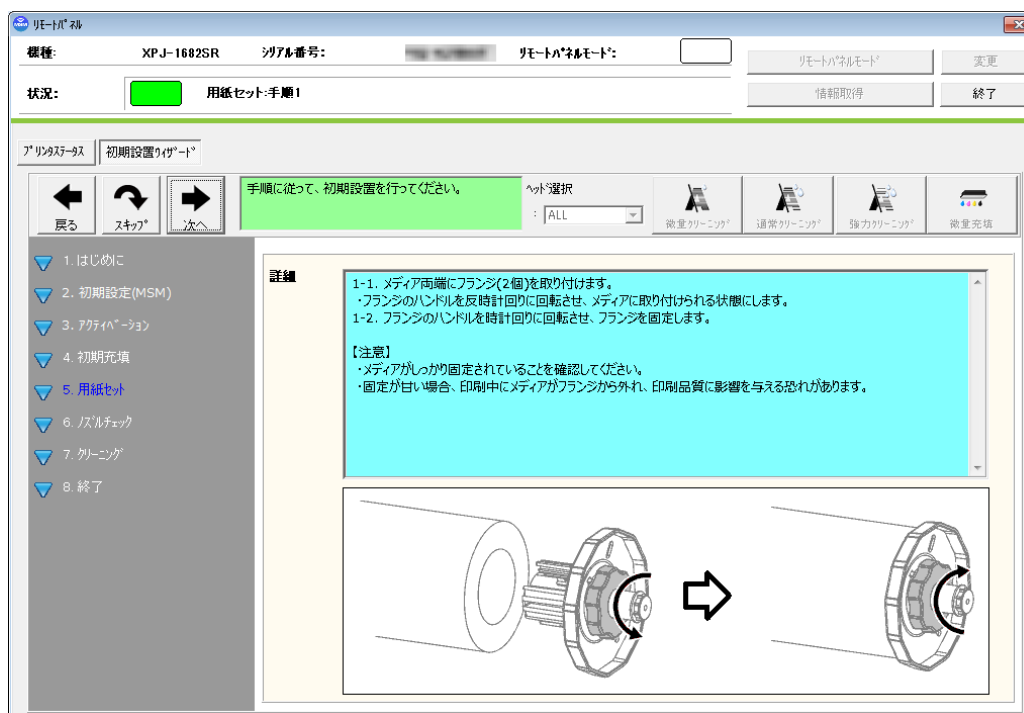 リモートパネル
機種: XPJ-1682SR シリアル番号: リモートパネルモード:
リモートパネルモード 変更
状況: 用紙セット:手順1
情報取得 終了
プリンタステータス 初期設置ウィザード
戻る スキップ 次へ
手順に従って、初期設置を行ってください。
ヘッド選択
: ALL
微量クリーニング 通常クリーニング 強力クリーニング 微量充填
1. はじめに
2. 初期設定(MSM)
3. アクティベーション
4. 初期充填
5. 用紙セット
6. ノズルチェック
7. クリーニング
8. 終了
詳細
1-1. メディア両端にフランジ(2個)を取り付けます。
・フランジのハンドルを反時計回りに回転させ、メディアに取り付けられる状態にします。
1-2. フランジのハンドルを時計回りに回転させ、フランジを固定します。
【注意】
・メディアがしっかり固定されていることを確認してください。
・固定が甘い場合、印刷中にメディアがフランジから外れ、印刷品質に影響を与える恐れがあります。